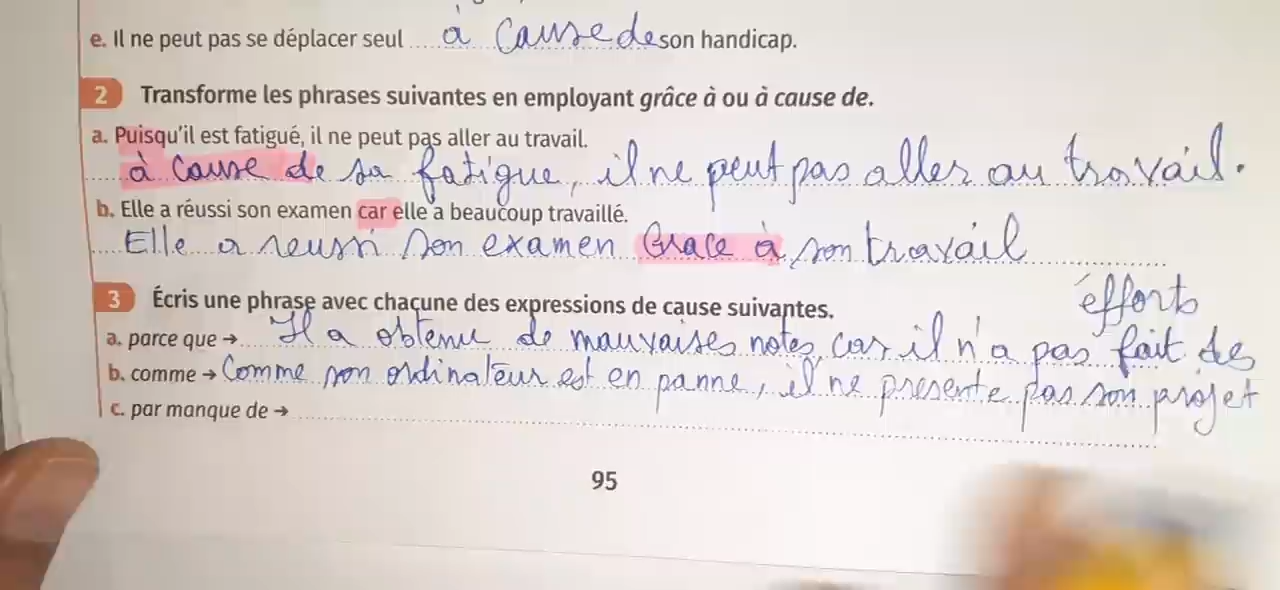 e. Il ne peut pas se déplacer seul à cause de son handicap.
2 Transforme les phrases suivantes en employant grâce à ou à cause de.
a. Puisqu'il est fatigué, il ne peut pas aller au travail.
à cause de sa fatigue, il ne peut pas aller au travail.
b. Elle a réussi son examen car elle a beaucoup travaillé.
Elle a reussi son examen Grace à son travail
3 Écris une phrase avec chacune des expressions de cause suivantes.
efforts
a. parce que → Il a obtenu de mauvaises notes, car il n'a pas fait des
b. comme → Comme son ordinateur est en panne, il ne presente pas son projet
c. par manque de →
95